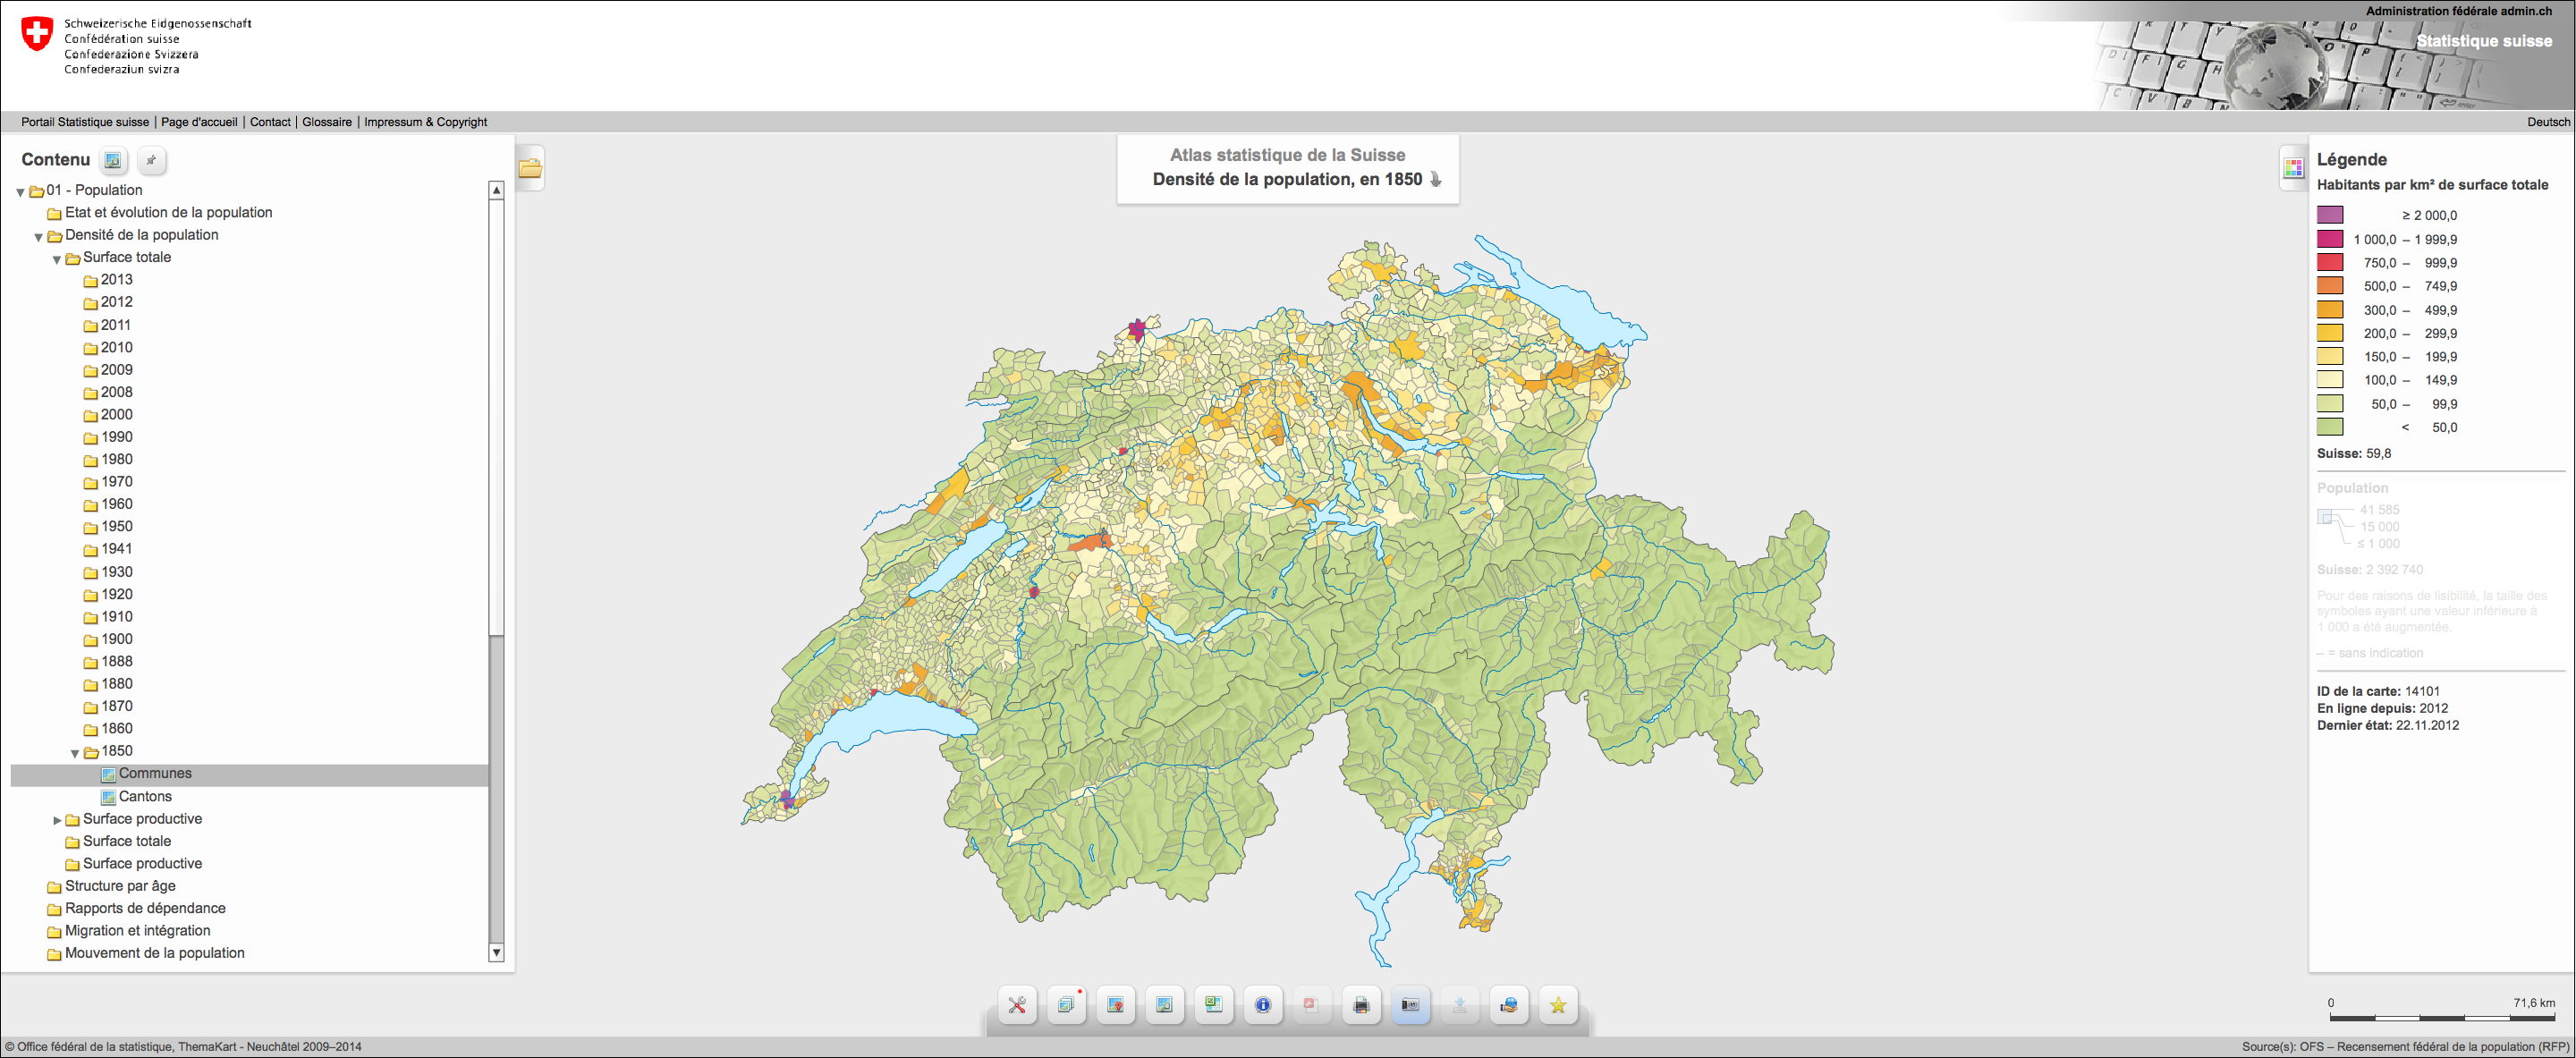 Schweizerische Eidgenossenschaft
Confédération suisse
Confederazione Svizzera
Confederaziun svizra
Administration fédérale admin.ch
Statistique suisse
Portail Statistique suisse | Page d'accueil | Contact | Glossaire | Impressum & Copyright
Deutsch
Contenu
01 - Population
Etat et évolution de la population
Densité de la population
Surface totale
2013
2012
2011
2010
2009
2008
2000
1990
1980
1970
1960
1950
1941
1930
1920
1910
1900
1888
1880
1870
1860
1850
Communes
Cantons
Surface productive
Surface totale
Surface productive
Structure par âge
Rapports de dépendance
Migration et intégration
Mouvement de la population
Atlas statistique de la Suisse
Densité de la population, en 1850
Légende
Habitants par km² de surface totale
≥ 2 000,0
1 000,0 – 1 999,9
750,0 – 999,9
500,0 – 749,9
300,0 – 499,9
200,0 – 299,9
150,0 – 199,9
100,0 – 149,9
50,0 – 99,9
< 50,0
Suisse: 59,8
Population
41 585
15 000
≤ 1 000
Suisse: 2 392 740
Pour des raisons de lisibilité, la taille des
symboles ayant une valeur inférieure à
1 000 a été augmentée.
– = sans indication
ID de la carte: 14101
En ligne depuis: 2012
Dernier état: 22.11.2012
0 71,6 km
© Office fédéral de la statistique, ThemaKart - Neuchâtel 2009–2014
Source(s): OFS – Recensement fédéral de la population (RFP)